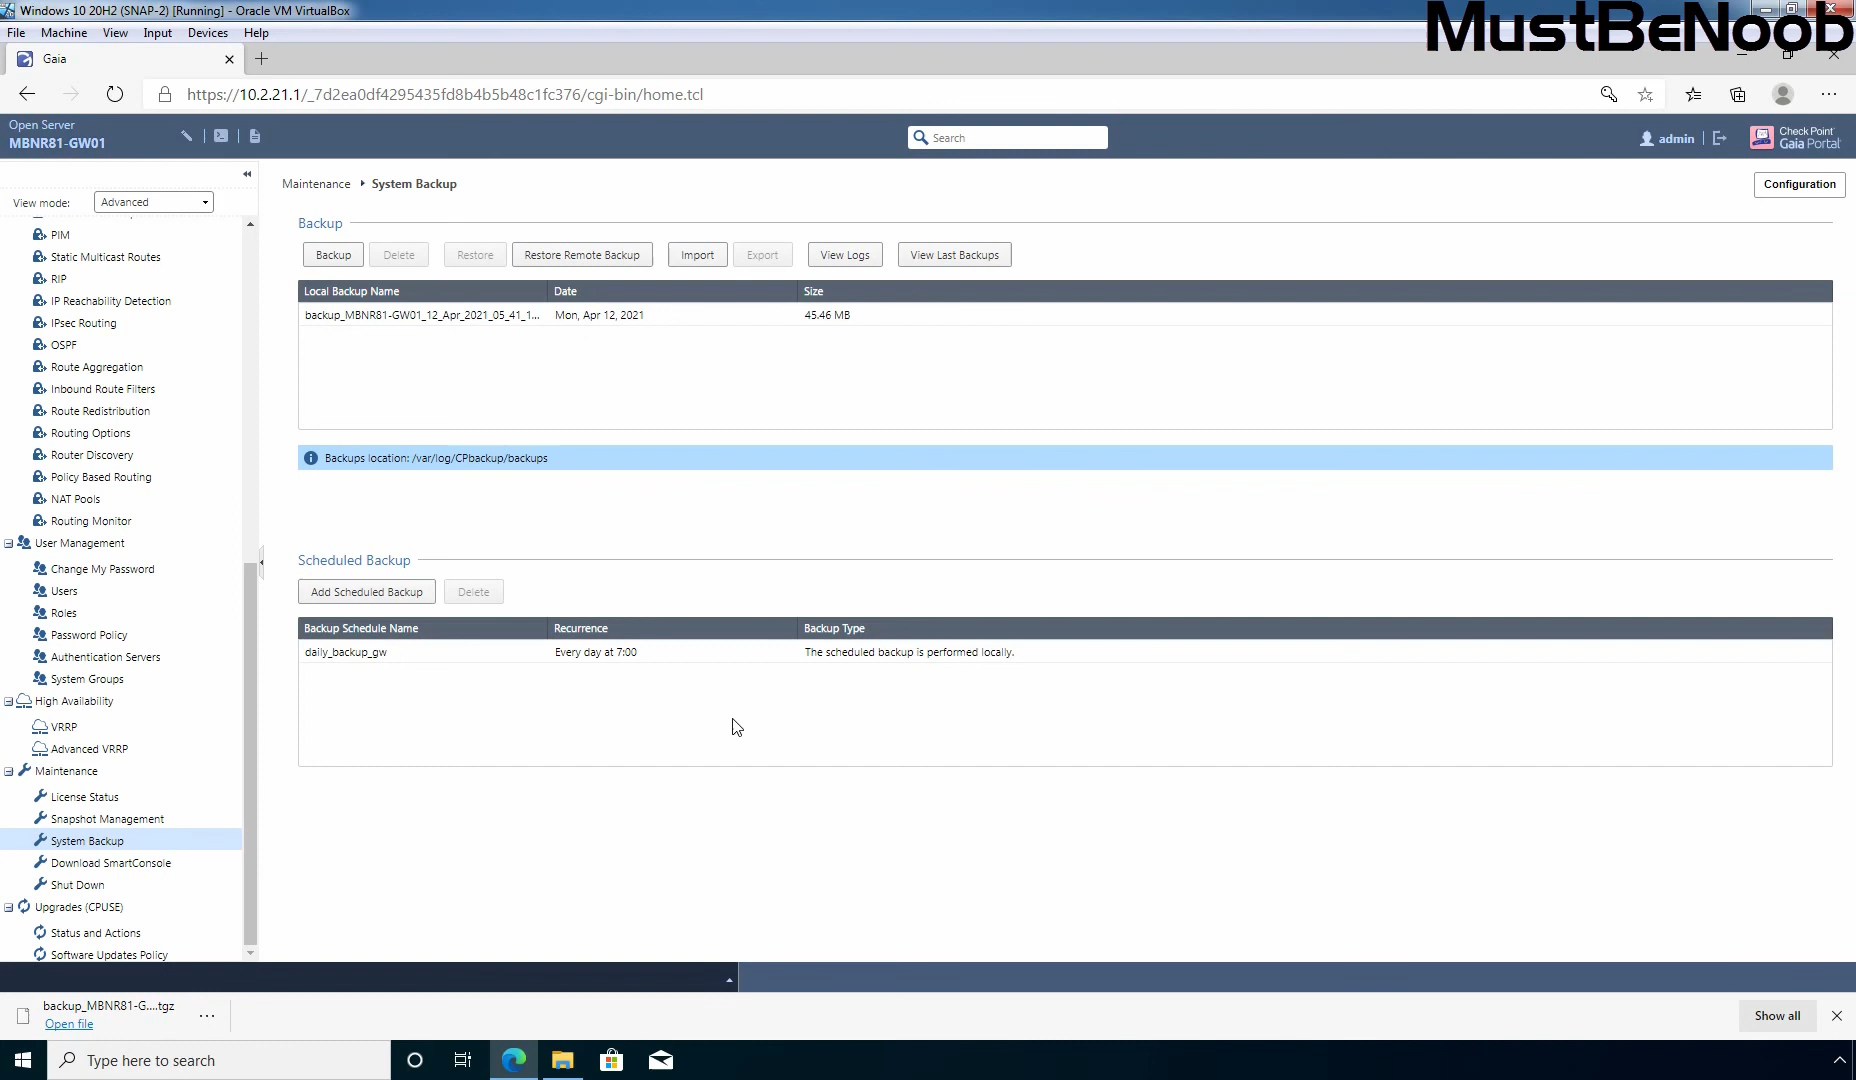 Windows 10 20H2 (SNAP-2) [Running] - Oracle VM VirtualBox
MustBeNoob
File Machine View Input Devices Help
Gaia
https://10.2.21.1/_7d2ea0df4295435fd8b4b5b48c1fc376/cgi-bin/home.tcl
Open Server
MBNR81-GW01
Search
admin
Check Point
Gaia Portal
View mode: Advanced
PIM
Static Multicast Routes
RIP
IP Reachability Detection
IPsec Routing
OSPF
Route Aggregation
Inbound Route Filters
Route Redistribution
Routing Options
Router Discovery
Policy Based Routing
NAT Pools
Routing Monitor
User Management
Change My Password
Users
Roles
Password Policy
Authentication Servers
System Groups
High Availability
VRRP
Advanced VRRP
Maintenance
License Status
Snapshot Management
System Backup
Download SmartConsole
Shut Down
Upgrades (CPUSE)
Status and Actions
Software Updates Policy
Maintenance System Backup
Configuration
Backup
Backup Delete Restore Restore Remote Backup Import Export View Logs View Last Backups
Local Backup Name Date Size
backup_MBNR81-GW01_12_Apr_2021_05_41_1... Mon, Apr 12, 2021 45.46 MB
Backups location: /var/log/CPbackup/backups
Scheduled Backup
Add Scheduled Backup Delete
Backup Schedule Name Recurrence Backup Type
daily_backup_gw Every day at 7:00 The scheduled backup is performed locally.
backup_MBNR81-G....tgz
Open file
Show all
Type here to search